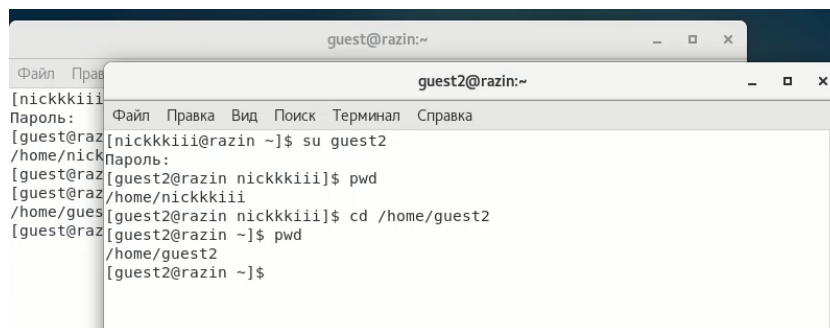 guest@razin:~
Файл Прав
[nickkkiii
Пароль:
[guest@raz
/home/nick
[guest@raz
[guest@raz
/home/gues
[guest@raz
guest2@razin:~
Файл Правка Вид Поиск Терминал Справка
[nickkkiii@razin ~]$ su guest2
Пароль:
[guest2@razin nickkkiii]$ pwd
/home/nickkkiii
[guest2@razin nickkkiii]$ cd /home/guest2
[guest2@razin ~]$ pwd
/home/guest2
[guest2@razin ~]$